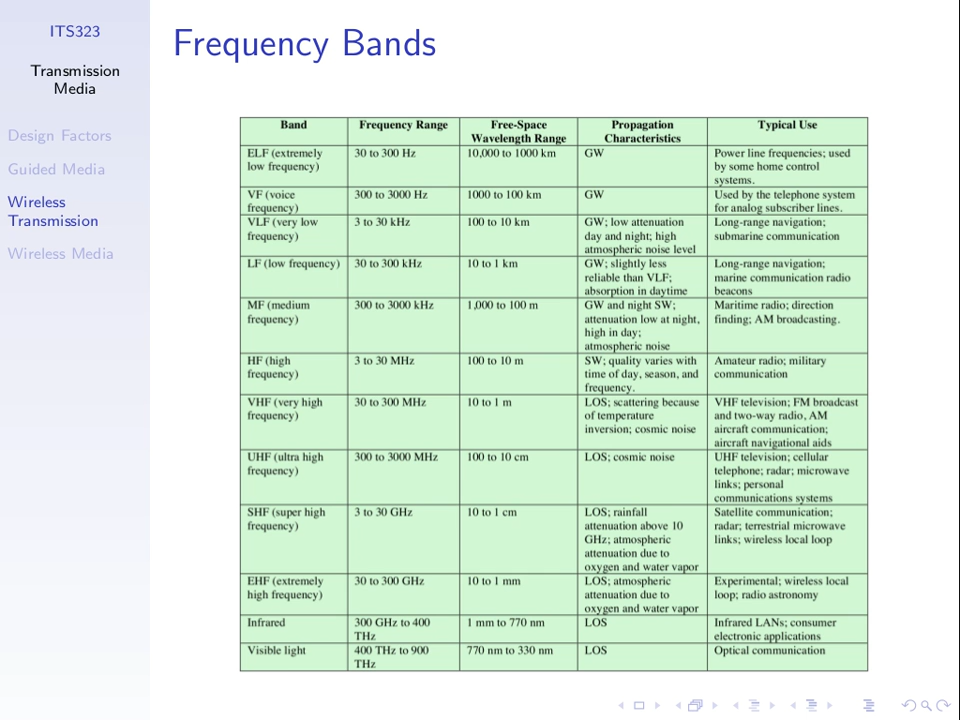 ITS323
Transmission
Media
Design Factors
Guided Media
Wireless
Transmission
Wireless Media
Frequency Bands
Band Frequency Range Free-Space Wavelength Range Propagation Characteristics Typical Use
ELF (extremely low frequency) 30 to 300 Hz 10,000 to 1000 km GW Power line frequencies; used by some home control systems.
VF (voice frequency) 300 to 3000 Hz 1000 to 100 km GW Used by the telephone system for analog subscriber lines.
VLF (very low frequency) 3 to 30 kHz 100 to 10 km GW; low attenuation day and night; high atmospheric noise level Long-range navigation; submarine communication
LF (low frequency) 30 to 300 kHz 10 to 1 km GW; slightly less reliable than VLF; absorption in daytime Long-range navigation; marine communication radio beacons
MF (medium frequency) 300 to 3000 kHz 1,000 to 100 m GW and night SW; attenuation low at night, high in day; atmospheric noise Maritime radio; direction finding; AM broadcasting.
HF (high frequency) 3 to 30 MHz 100 to 10 m SW; quality varies with time of day, season, and frequency. Amateur radio; military communication
VHF (very high frequency) 30 to 300 MHz 10 to 1 m LOS; scattering because of temperature inversion; cosmic noise VHF television; FM broadcast and two-way radio, AM aircraft communication; aircraft navigational aids
UHF (ultra high frequency) 300 to 3000 MHz 100 to 10 cm LOS; cosmic noise UHF television; cellular telephone; radar; microwave links; personal communications systems
SHF (super high frequency) 3 to 30 GHz 10 to 1 cm LOS; rainfall attenuation above 10 GHz; atmospheric attenuation due to oxygen and water vapor Satellite communication; radar; terrestrial microwave links; wireless local loop
EHF (extremely high frequency) 30 to 300 GHz 10 to 1 mm LOS; atmospheric attenuation due to oxygen and water vapor Experimental; wireless local loop; radio astronomy
Infrared 300 GHz to 400 THz 1 mm to 770 nm LOS Infrared LANs; consumer electronic applications
Visible light 400 THz to 900 THz 770 nm to 330 nm LOS Optical communication